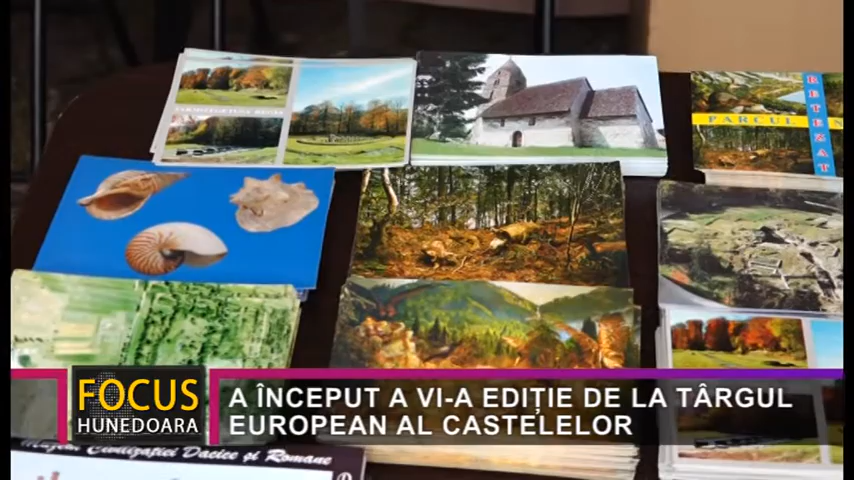 RETEZAT
PARCUL
FOCUS
HUNEDOARA
A ÎNCEPUT A VI-A EDIȚIE DE LA TÂRGUL
EUROPEAN AL CASTELELOR
Civilizației Dacice și Romane